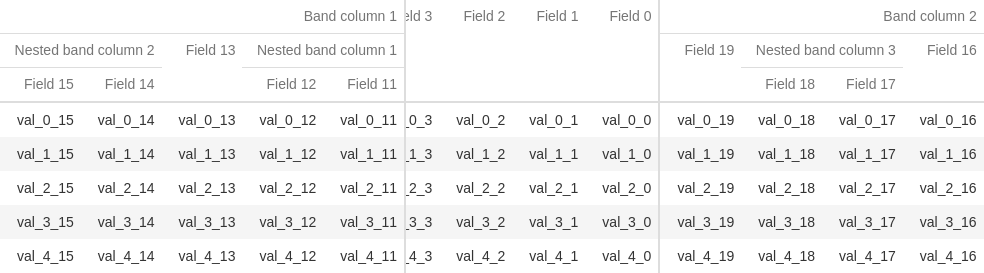 Band column 1 eld 3 Field 2 Field 1 Field 0 Band column 2
Nested band column 2 Field 13 Nested band column 1 Field 19 Nested band column 3 Field 16
Field 15 Field 14 Field 12 Field 11 Field 18 Field 17
val_0_15 val_0_14 val_0_13 val_0_12 val_0_11 _0_3 val_0_2 val_0_1 val_0_0 val_0_19 val_0_18 val_0_17 val_0_16
val_1_15 val_1_14 val_1_13 val_1_12 val_1_11 _1_3 val_1_2 val_1_1 val_1_0 val_1_19 val_1_18 val_1_17 val_1_16
val_2_15 val_2_14 val_2_13 val_2_12 val_2_11 _2_3 val_2_2 val_2_1 val_2_0 val_2_19 val_2_18 val_2_17 val_2_16
val_3_15 val_3_14 val_3_13 val_3_12 val_3_11 _3_3 val_3_2 val_3_1 val_3_0 val_3_19 val_3_18 val_3_17 val_3_16
val_4_15 val_4_14 val_4_13 val_4_12 val_4_11 _4_3 val_4_2 val_4_1 val_4_0 val_4_19 val_4_18 val_4_17 val_4_16